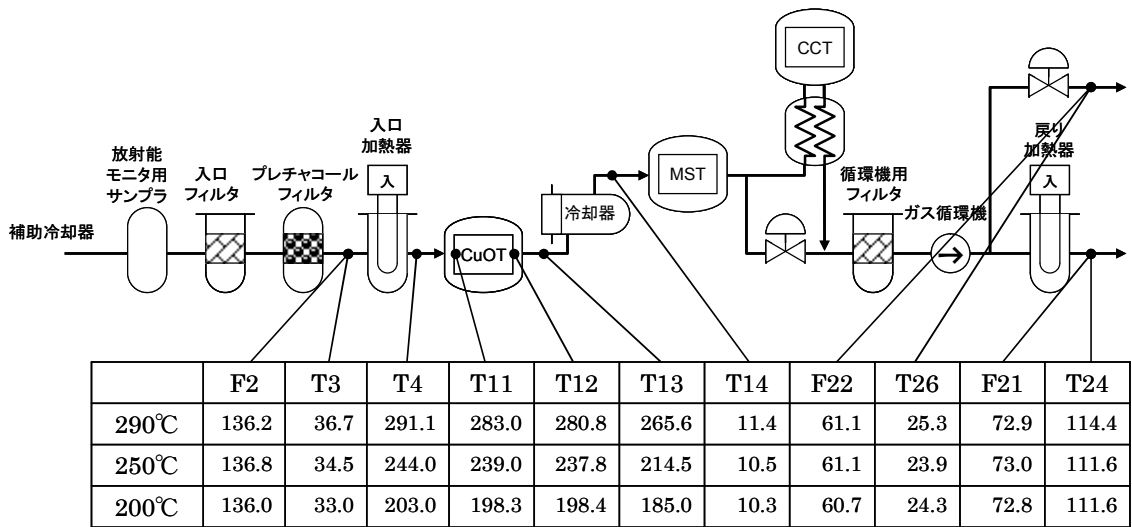 CCT
入口
加熱器
戻り
加熱器
放射能
モニタ用
サンプラ
入口
フィルタ
プレチャコール
フィルタ
入
MST
循環機用
フィルタ
ガス循環機
入
冷却器
補助冷却器
CuOT
F2 T3 T4 T11 T12 T13 T14 F22 T26 F21 T24
290℃ 136.2 36.7 291.1 283.0 280.8 265.6 11.4 61.1 25.3 72.9 114.4
250℃ 136.8 34.5 244.0 239.0 237.8 214.5 10.5 61.1 23.9 73.0 111.6
200℃ 136.0 33.0 203.0 198.3 198.4 185.0 10.3 60.7 24.3 72.8 111.6